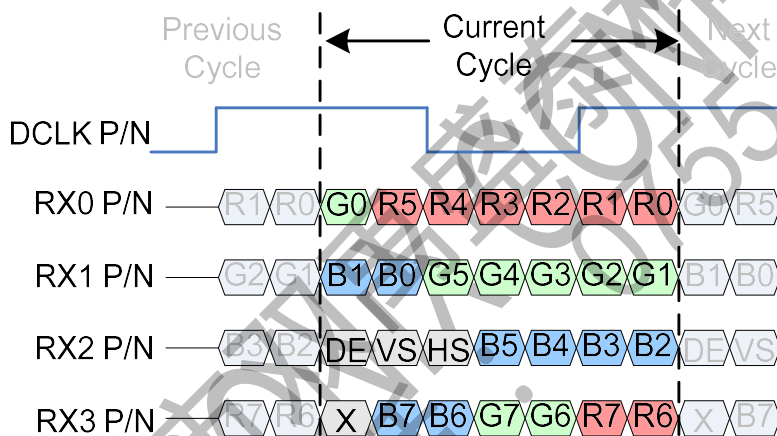 Previous Current Next
Cycle Cycle Cycle
DCLK P/N
RX0 P/N R1 R0 G0 R5 R4 R3 R2 R1 R0 G0 R5
RX1 P/N G2 G1 B1 B0 G5 G4 G3 G2 G1 B1 B0
RX2 P/N B3 B2 DE VS HS B5 B4 B3 B2 DE VS
RX3 P/N R7 R6 X B7 B6 G7 G6 R7 R6 X B7
0755